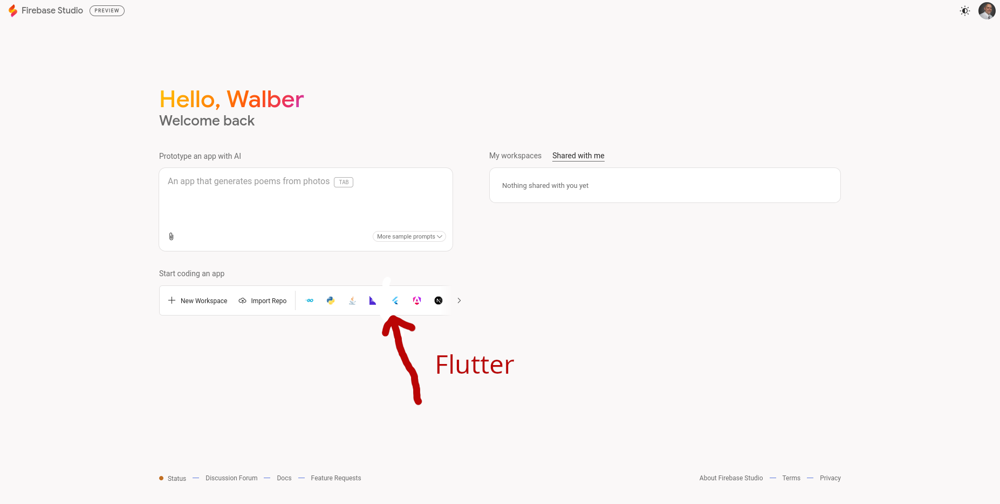 Firebase Studio PREVIEW
Hello, Walber
Welcome back
Prototype an app with AI
An app that generates poems from photos TAB
More sample prompts
My workspaces Shared with me
Nothing shared with you yet
Start coding an app
New Workspace Import Repo GO N
Flutter
Status — Discussion Forum — Docs — Feature Requests
About Firebase Studio — Terms — Privacy